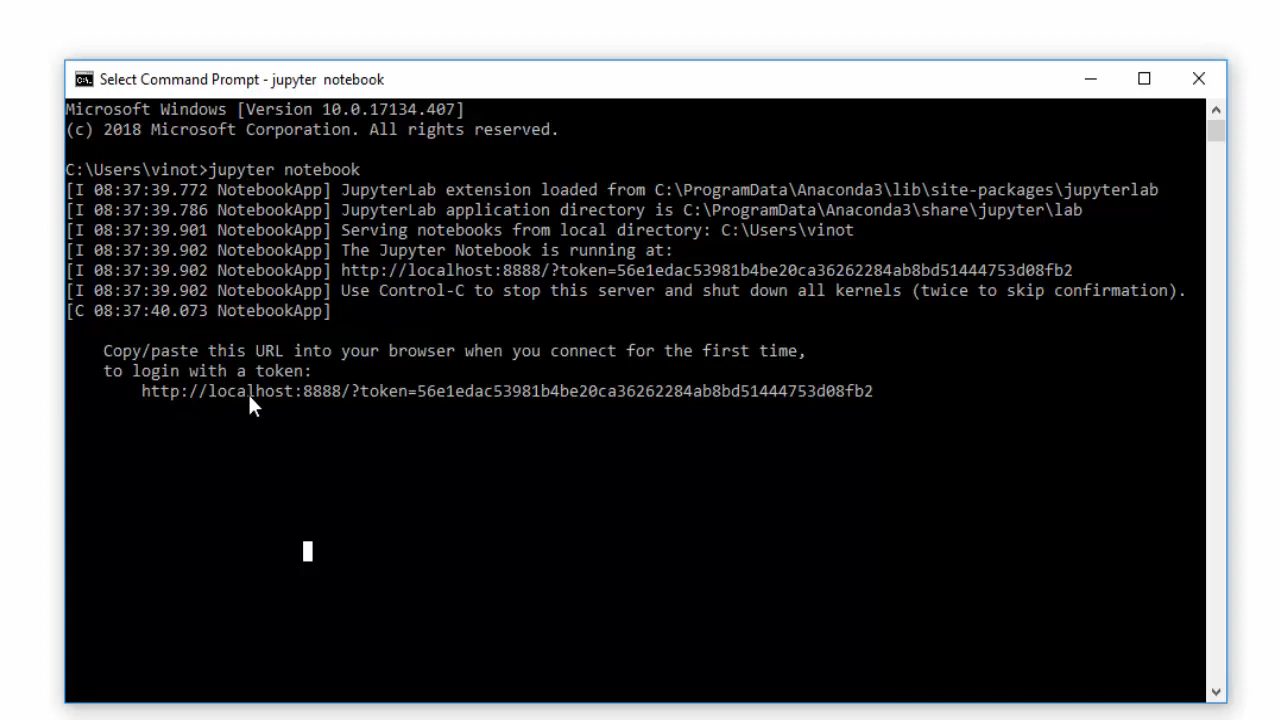 Select Command Prompt - jupyter notebook
Microsoft Windows [Version 10.0.17134.407]
(c) 2018 Microsoft Corporation. All rights reserved.
C:\Users\vinot>jupyter notebook
[I 08:37:39.772 NotebookApp] JupyterLab extension loaded from C:\ProgramData\Anaconda3\lib\site-packages\jupyterlab
[I 08:37:39.786 NotebookApp] JupyterLab application directory is C:\ProgramData\Anaconda3\share\jupyter\lab
[I 08:37:39.901 NotebookApp] Serving notebooks from local directory: C:\Users\vinot
[I 08:37:39.902 NotebookApp] The Jupyter Notebook is running at:
[I 08:37:39.902 NotebookApp] http://localhost:8888/?token=56e1edac53981b4be20ca36262284ab8bd51444753d08fb2
[I 08:37:39.902 NotebookApp] Use Control-C to stop this server and shut down all kernels (twice to skip confirmation).
[C 08:37:40.073 NotebookApp]
Copy/paste this URL into your browser when you connect for the first time,
to login with a token:
http://localhost:8888/?token=56e1edac53981b4be20ca36262284ab8bd51444753d08fb2